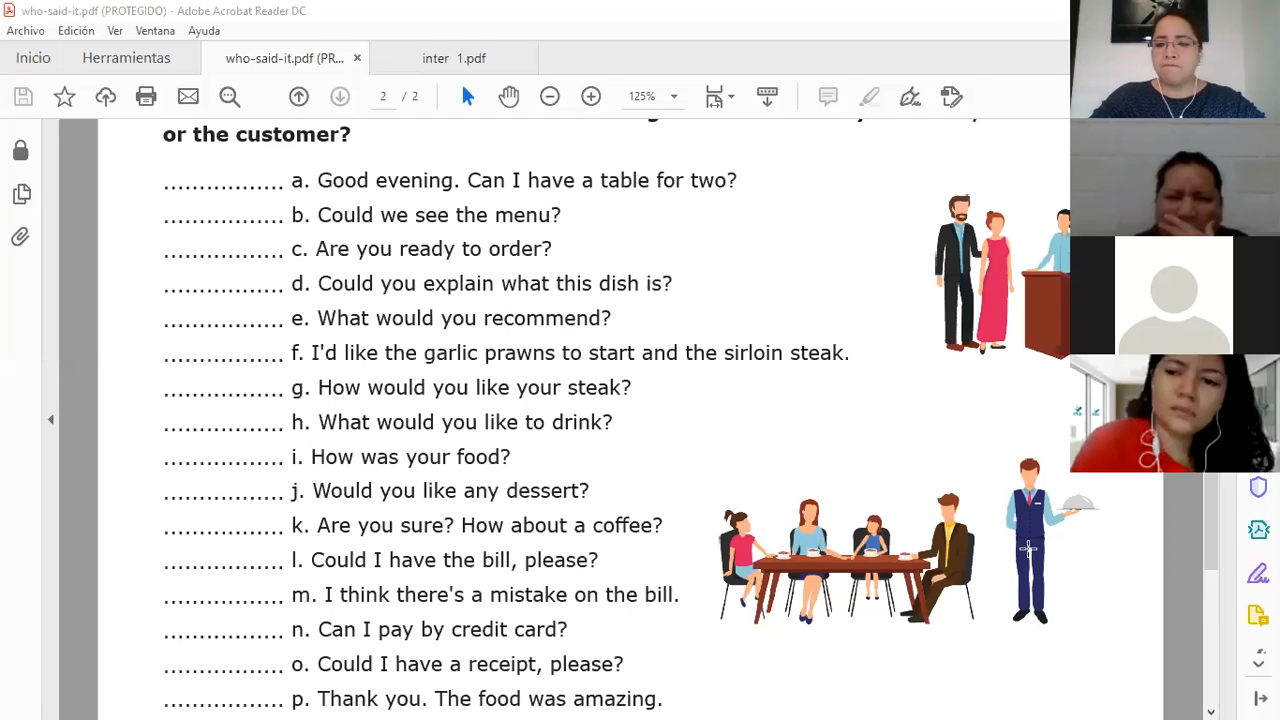 who-said-it.pdf (PROTEGIDO) - Adobe Acrobat Reader DC
Archivo Edición Ver Ventana Ayuda
Inicio Herramientas who-said-it.pdf (PR... × inter 1.pdf
2 / 2 125%
or the customer?
................. a. Good evening. Can I have a table for two?
................. b. Could we see the menu?
................. c. Are you ready to order?
................. d. Could you explain what this dish is?
................. e. What would you recommend?
................. f. I'd like the garlic prawns to start and the sirloin steak.
................. g. How would you like your steak?
................. h. What would you like to drink?
................. i. How was your food?
................. j. Would you like any dessert?
................. k. Are you sure? How about a coffee?
................. l. Could I have the bill, please?
................. m. I think there's a mistake on the bill.
................. n. Can I pay by credit card?
................. o. Could I have a receipt, please?
................. p. Thank you. The food was amazing.